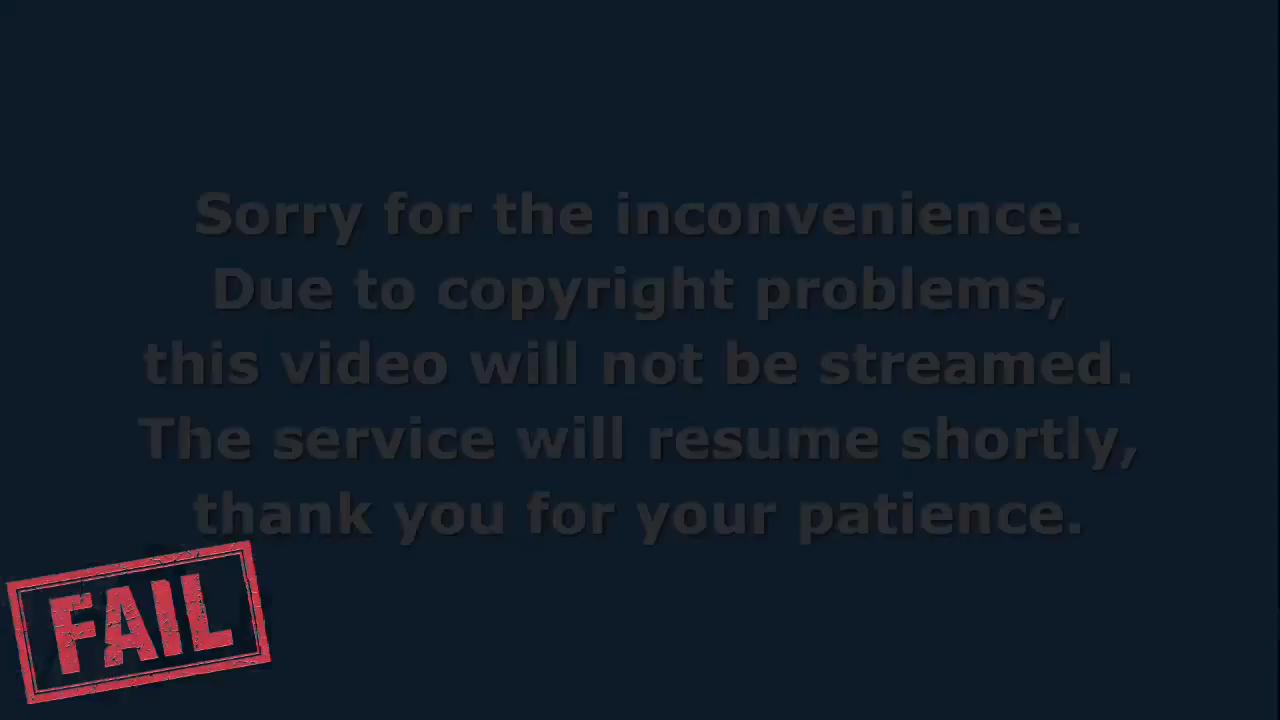 Sorry for the inconvenience.
Due to copyright problems,
this video will not be streamed.
The service will resume shortly,
thank you for your patience.
FAIL